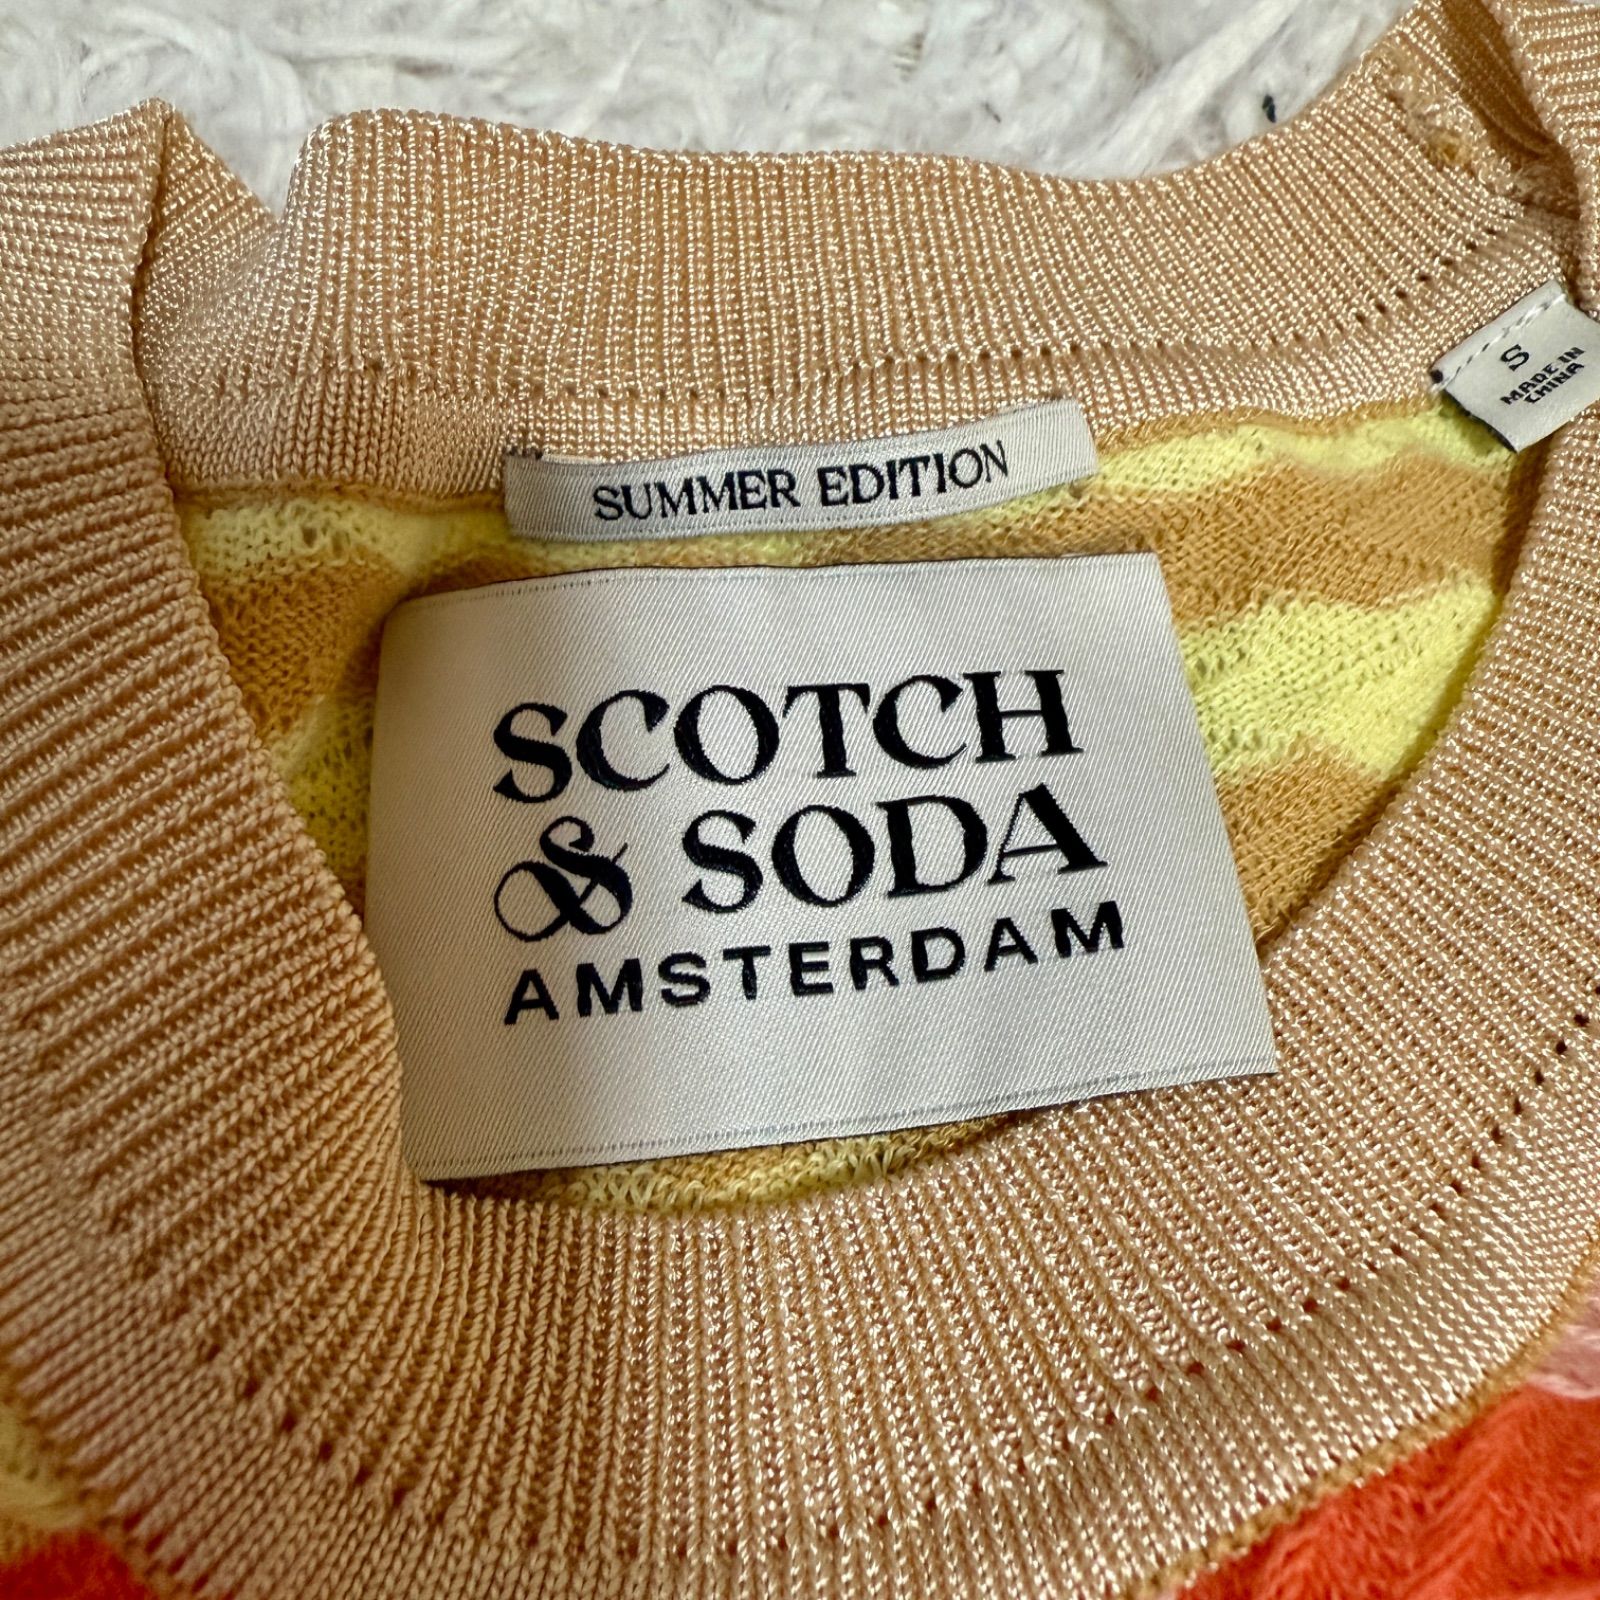 S
MADE IN
CHINA
SUMMER EDITION
SCOTCH
& SODA
AMSTERDAM